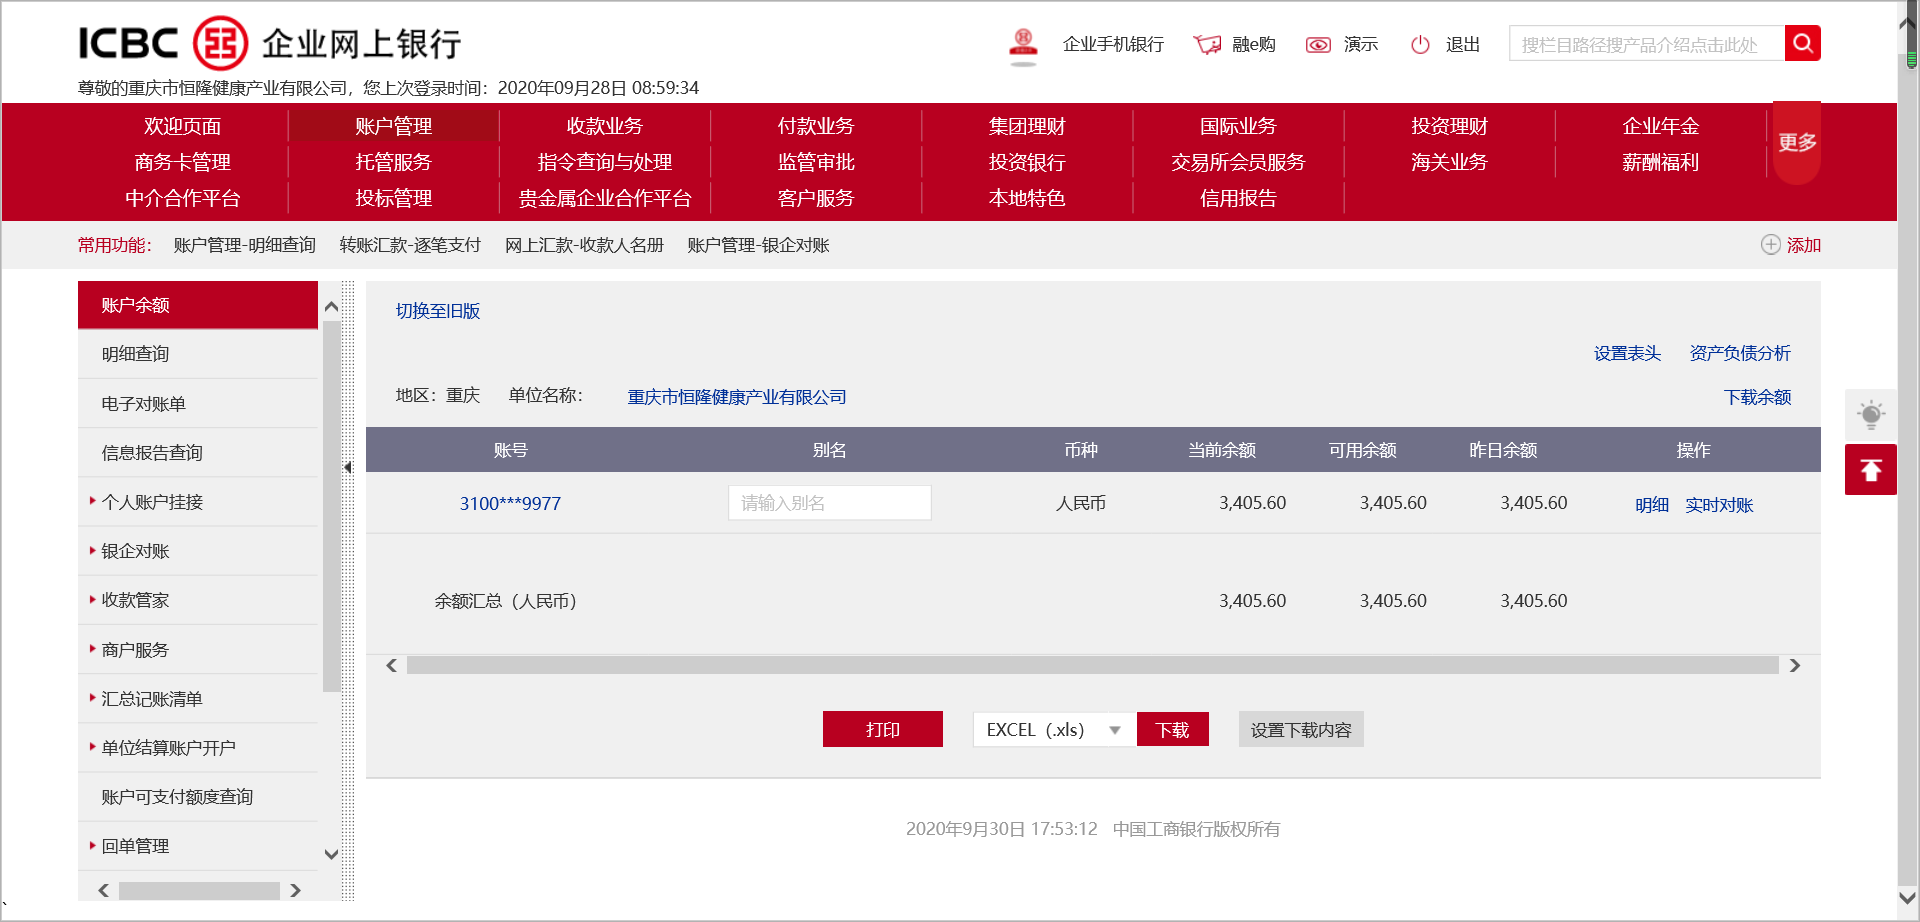 ICBC 企业网上银行
企业手机银行 融e购 演示 退出 搜栏目路径搜产品介绍点击此处
尊敬的重庆市恒隆健康产业有限公司，您上次登录时间：2020年09月28日 08:59:34
欢迎页面 账户管理 收款业务 付款业务 集团理财 国际业务 投资理财 企业年金
更多
商务卡管理 托管服务 指令查询与处理 监管审批 投资银行 交易所会员服务 海关业务 薪酬福利
中介合作平台 投标管理 贵金属企业合作平台 客户服务 本地特色 信用报告
常用功能： 账户管理-明细查询 转账汇款-逐笔支付 网上汇款-收款人名册 账户管理-银企对账 添加
账户余额
明细查询
电子对账单
信息报告查询
个人账户挂接
银企对账
收款管家
商户服务
汇总记账清单
单位结算账户开户
账户可支付额度查询
回单管理
切换至旧版
设置表头 资产负债分析
地区：重庆 单位名称： 重庆市恒隆健康产业有限公司 下载余额
账号 别名 币种 当前余额 可用余额 昨日余额 操作
3100***9977 请输入别名 人民币 3,405.60 3,405.60 3,405.60 明细 实时对账
余额汇总（人民币） 3,405.60 3,405.60 3,405.60
打印 EXCEL（.xls） 下载 设置下载内容
2020年9月30日 17:53:12 中国工商银行版权所有